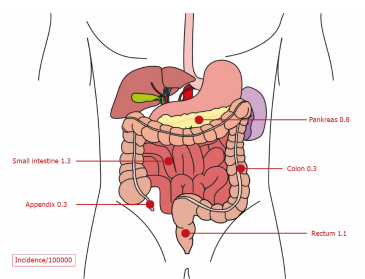 Pankreas 0.8
Small intestine 1.3
Colon 0.3
Appendix 0.3
Rectum 1.1
Incidence/100000